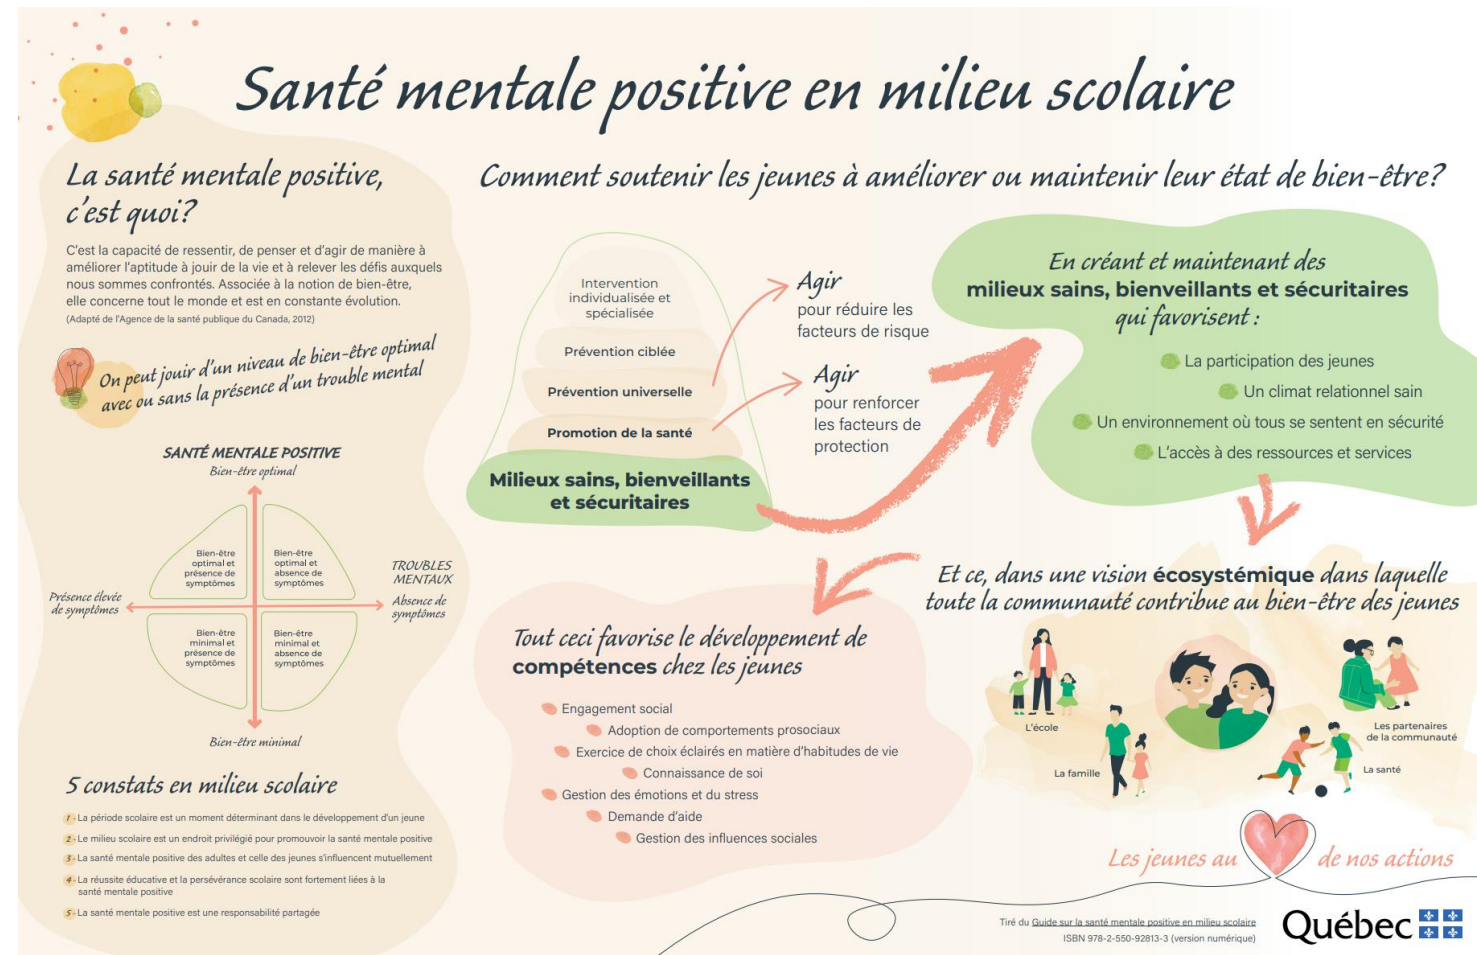 Santé mentale positive en milieu scolaire
La santé mentale positive,
c'est quoi?
C'est la capacité de ressentir, de penser et d'agir de manière à
améliorer l'aptitude à jouir de la vie et à relever les défis auxquels
nous sommes confrontés. Associée à la notion de bien-être,
elle concerne tout le monde et est en constante évolution.
(Adapté de l'Agence de la santé publique du Canada, 2012)
On peut jouir d'un niveau de bien-être optimal
avec ou sans la présence d'un trouble mental
SANTÉ MENTALE POSITIVE
Bien-être optimal
Bien-être
optimal et
présence de
symptômes
Bien-être
optimal et
absence de
symptômes
TROUBLES
MENTAUX
Présence élevée
de symptômes
Absence de
symptômes
Bien-être
minimal et
présence de
symptômes
Bien-être
minimal et
absence de
symptômes
Bien-être minimal
5 constats en milieu scolaire
1 - La période scolaire est un moment déterminant dans le développement d'un jeune
2 - Le milieu scolaire est un endroit privilégié pour promouvoir la santé mentale positive
3 - La santé mentale positive des adultes et celle des jeunes s'influencent mutuellement
4 - La réussite éducative et la persévérance scolaire sont fortement liées à la
santé mentale positive
5 - La santé mentale positive est une responsabilité partagée
Comment soutenir les jeunes à améliorer ou maintenir leur état de bien-être?
Intervention
individualisée et
spécialisée
Prévention ciblée
Prévention universelle
Promotion de la santé
Milieux sains, bienveillants
et sécuritaires
Agir
pour réduire les
facteurs de risque
Agir
pour renforcer
les facteurs de
protection
En créant et maintenant des
milieux sains, bienveillants et sécuritaires
qui favorisent :
La participation des jeunes
Un climat relationnel sain
Un environnement où tous se sentent en sécurité
L'accès à des ressources et services
Et ce, dans une vision écosystémique dans laquelle
toute la communauté contribue au bien-être des jeunes
L'école
La famille
Les partenaires
de la communauté
La santé
Tout ceci favorise le développement de
compétences chez les jeunes
Engagement social
Adoption de comportements prosociaux
Exercice de choix éclairés en matière d'habitudes de vie
Connaissance de soi
Gestion des émotions et du stress
Demande d'aide
Gestion des influences sociales
Les jeunes au de nos actions
Tiré du Guide sur la santé mentale positive en milieu scolaire
ISBN 978-2-550-92813-3 (version numérique)
Québec